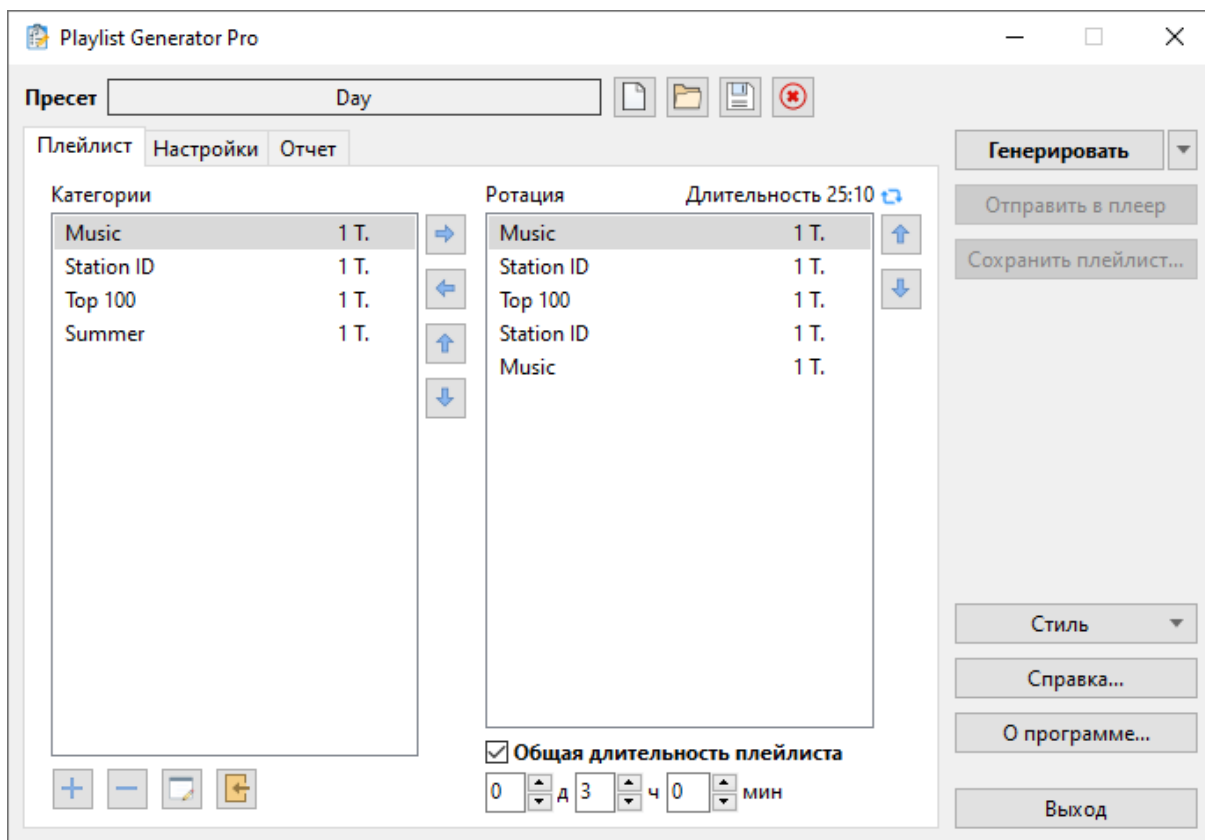 Playlist Generator Pro
Пресет Day
Плейлист Настройки Отчет
Генерировать
Отправить в плеер
Сохранить плейлист...
Категории
Music 1 T.
Station ID 1 T.
Top 100 1 T.
Summer 1 T.
Ротация Длительность 25:10
Music 1 T.
Station ID 1 T.
Top 100 1 T.
Station ID 1 T.
Music 1 T.
Общая длительность плейлиста
0 д 3 ч 0 мин
Стиль
Справка...
О программе...
Выход